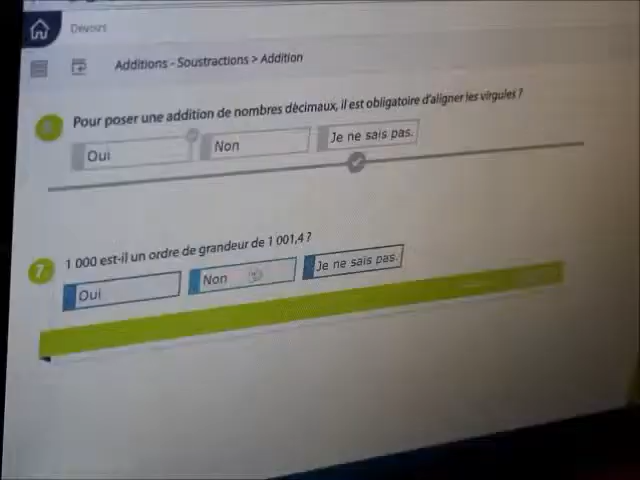 Devoirs
Additions - Soustractions > Addition
Pour poser une addition de nombres décimaux, il est obligatoire d'aligner les virgules ?
Oui
Non
Je ne sais pas.
7
1 000 est-il un ordre de grandeur de 1 001,4 ?
Oui
Non
Je ne sais pas.